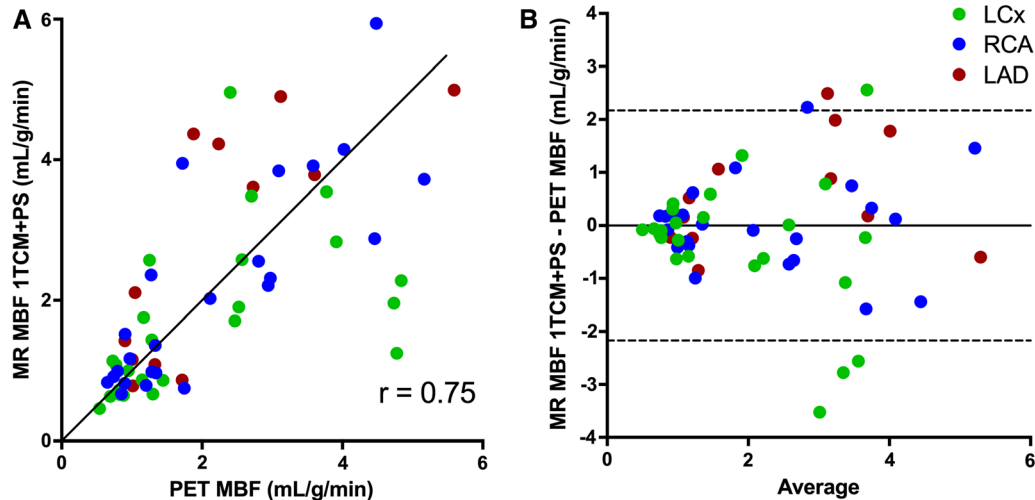 A
MR MBF 1TCM+PS (mL/g/min)
6
4
2
0
r = 0.75
0 2 4 6
PET MBF (mL/g/min)
B
LCx
RCA
LAD
MR MBF 1TCM+PS - PET MBF (mL/g/min)
4
3
2
1
0
-1
-2
-3
-4
0 2 4 6
Average